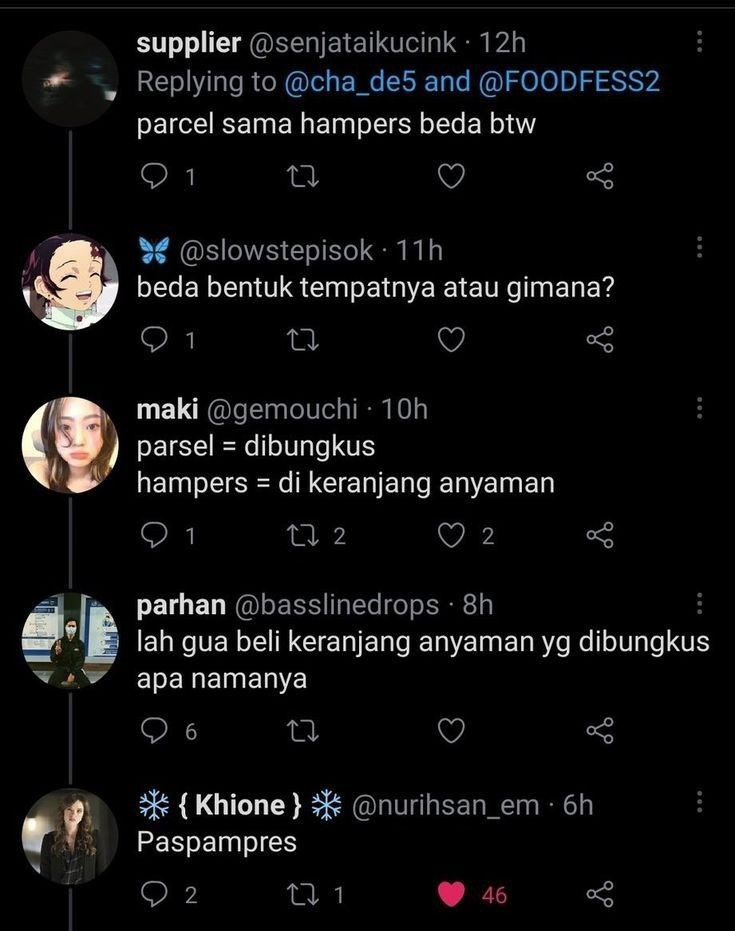 supplier @senjataikucink · 12h
Replying to @cha_de5 and @FOODFESS2
parcel sama hampers beda btw
1
🦋 @slowstepisok · 11h
beda bentuk tempatnya atau gimana?
1
maki @gemouchi · 10h
parsel = dibungkus
hampers = di keranjang anyaman
1 2 2
parhan @basslinedrops · 8h
lah gua beli keranjang anyaman yg dibungkus
apa namanya
6
❄️ { Khione } ❄️ @nurihsan_em · 6h
Paspampres
2 1 46